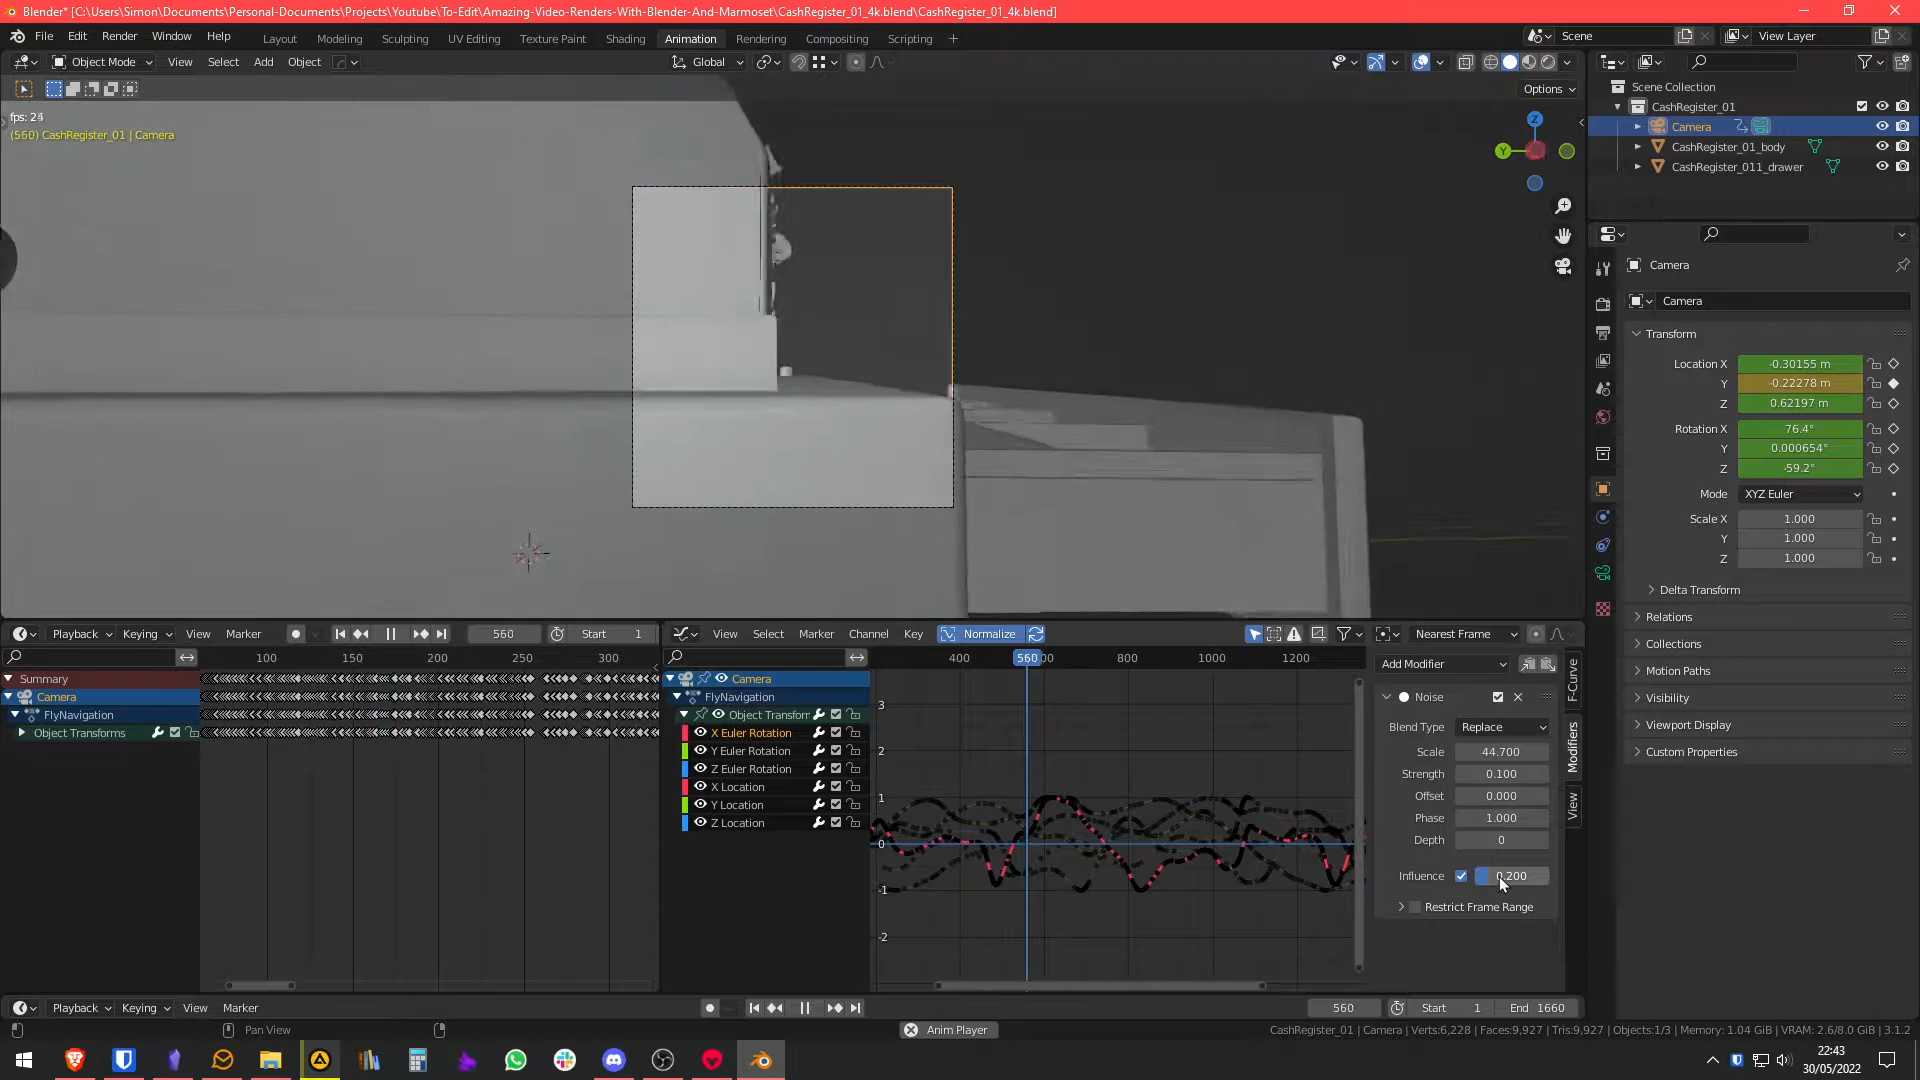 Blender* [C:\Users\Simon\Documents\Personal-Documents\Projects\Youtube\To-Edit\Amazing-Video-Renders-With-Blender-And-Marmoset\CashRegister_01_4k.blend\CashRegister_01_4k.blend]
File Edit Render Window Help Layout Modeling Sculpting UV Editing Texture Paint Shading Animation Rendering Compositing Scripting + Scene View Layer
Object Mode View Select Add Object Global
Options
fps: 24
(560) CashRegister_01 | Camera
Z
Y
Scene Collection
CashRegister_01
Camera
CashRegister_01_body
CashRegister_011_drawer
Camera
Camera
Transform
Location X -0.30155 m
Y -0.22278 m
Z 0.62197 m
Rotation X 76.4°
Y 0.000654°
Z -59.2°
Mode XYZ Euler
Scale X 1.000
Y 1.000
Z 1.000
Delta Transform
Relations
Collections
Motion Paths
Visibility
Viewport Display
Custom Properties
Playback Keying View Marker 560 Start 1
100 150 200 250 300
Summary
Camera
FlyNavigation
Object Transforms
View Select Marker Channel Key Normalize Nearest Frame
400 560 800 1000 1200
Camera
FlyNavigation
Object Transforr
X Euler Rotation
Y Euler Rotation
Z Euler Rotation
X Location
Y Location
Z Location
3
2
1
0
-1
-2
Add Modifier
Noise
Blend Type Replace
Scale 44.700
Strength 0.100
Offset 0.000
Phase 1.000
Depth 0
Influence 0.200
Restrict Frame Range
F-Curve
Modifiers
View
Playback Keying View Marker 560 Start 1 End 1660
Pan View Anim Player CashRegister_01 | Camera | Verts:6,228 | Faces:9,927 | Tris:9,927 | Objects:1/3 | Memory: 1.04 GiB | VRAM: 2.6/8.0 GiB | 3.1.2
22:43
30/05/2022